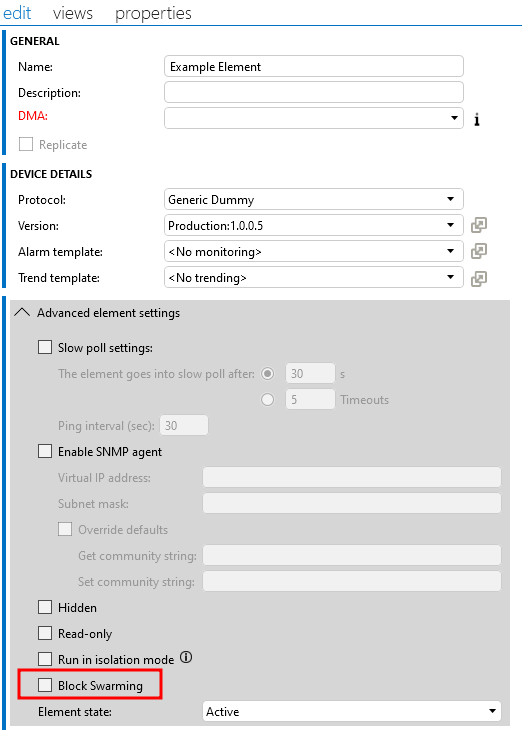 edit views properties
GENERAL
Name: Example Element
Description:
DMA:
Replicate
DEVICE DETAILS
Protocol: Generic Dummy
Version: Production:1.0.0.5
Alarm template: <No monitoring>
Trend template: <No trending>
Advanced element settings
Slow poll settings:
The element goes into slow poll after: 30 s
5 Timeouts
Ping interval (sec): 30
Enable SNMP agent
Virtual IP address:
Subnet mask:
Override defaults
Get community string:
Set community string:
Hidden
Read-only
Run in isolation mode
Block Swarming
Element state: Active